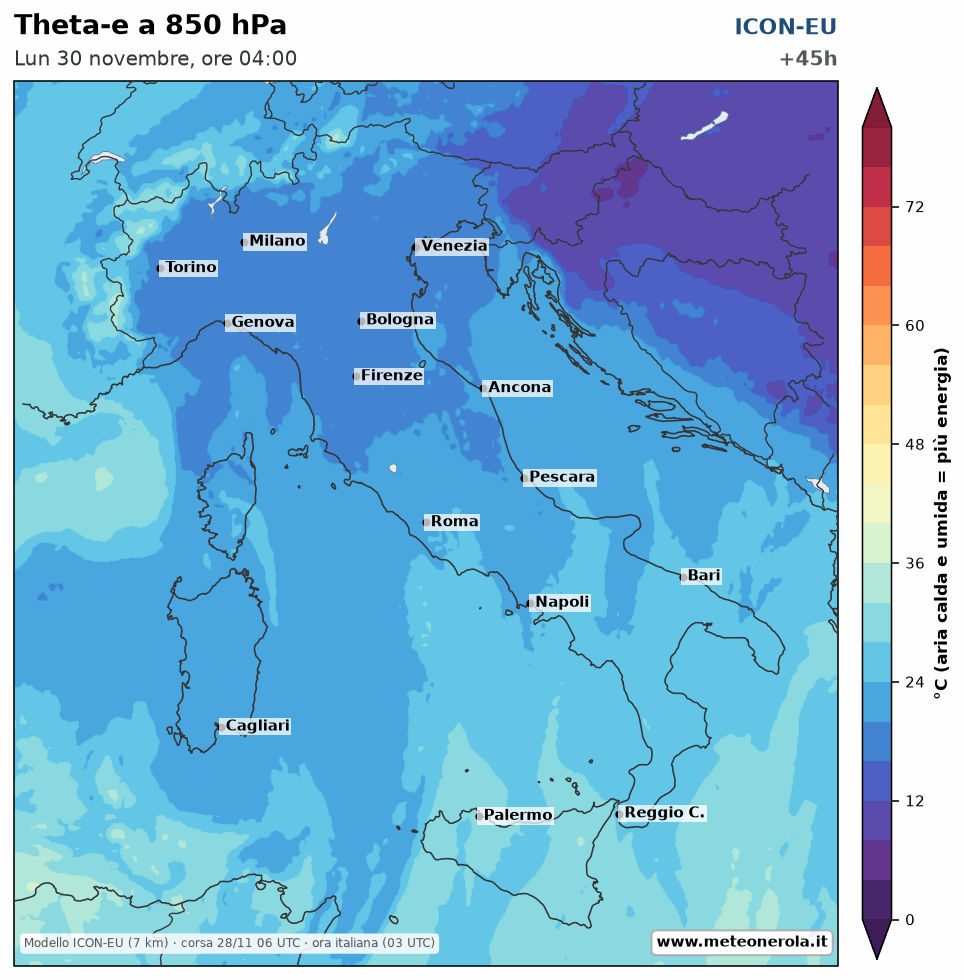 Theta-e a 850 hPa
ICON-EU
Lun 30 novembre, ore 04:00
+45h
Milano
Venezia
Torino
Genova
Bologna
Firenze
Ancona
Pescara
Roma
Bari
Napoli
Cagliari
Palermo
Reggio C.
72
60
48
36
24
12
0
°C (aria calda e umida = più energia)
Modello ICON-EU (7 km) · corsa 28/11 06 UTC · ora italiana (03 UTC)
www.meteonerola.it